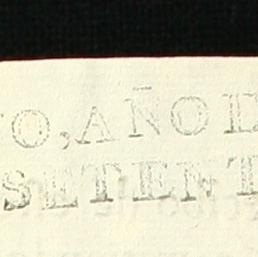 O, AÑO D
SETENT